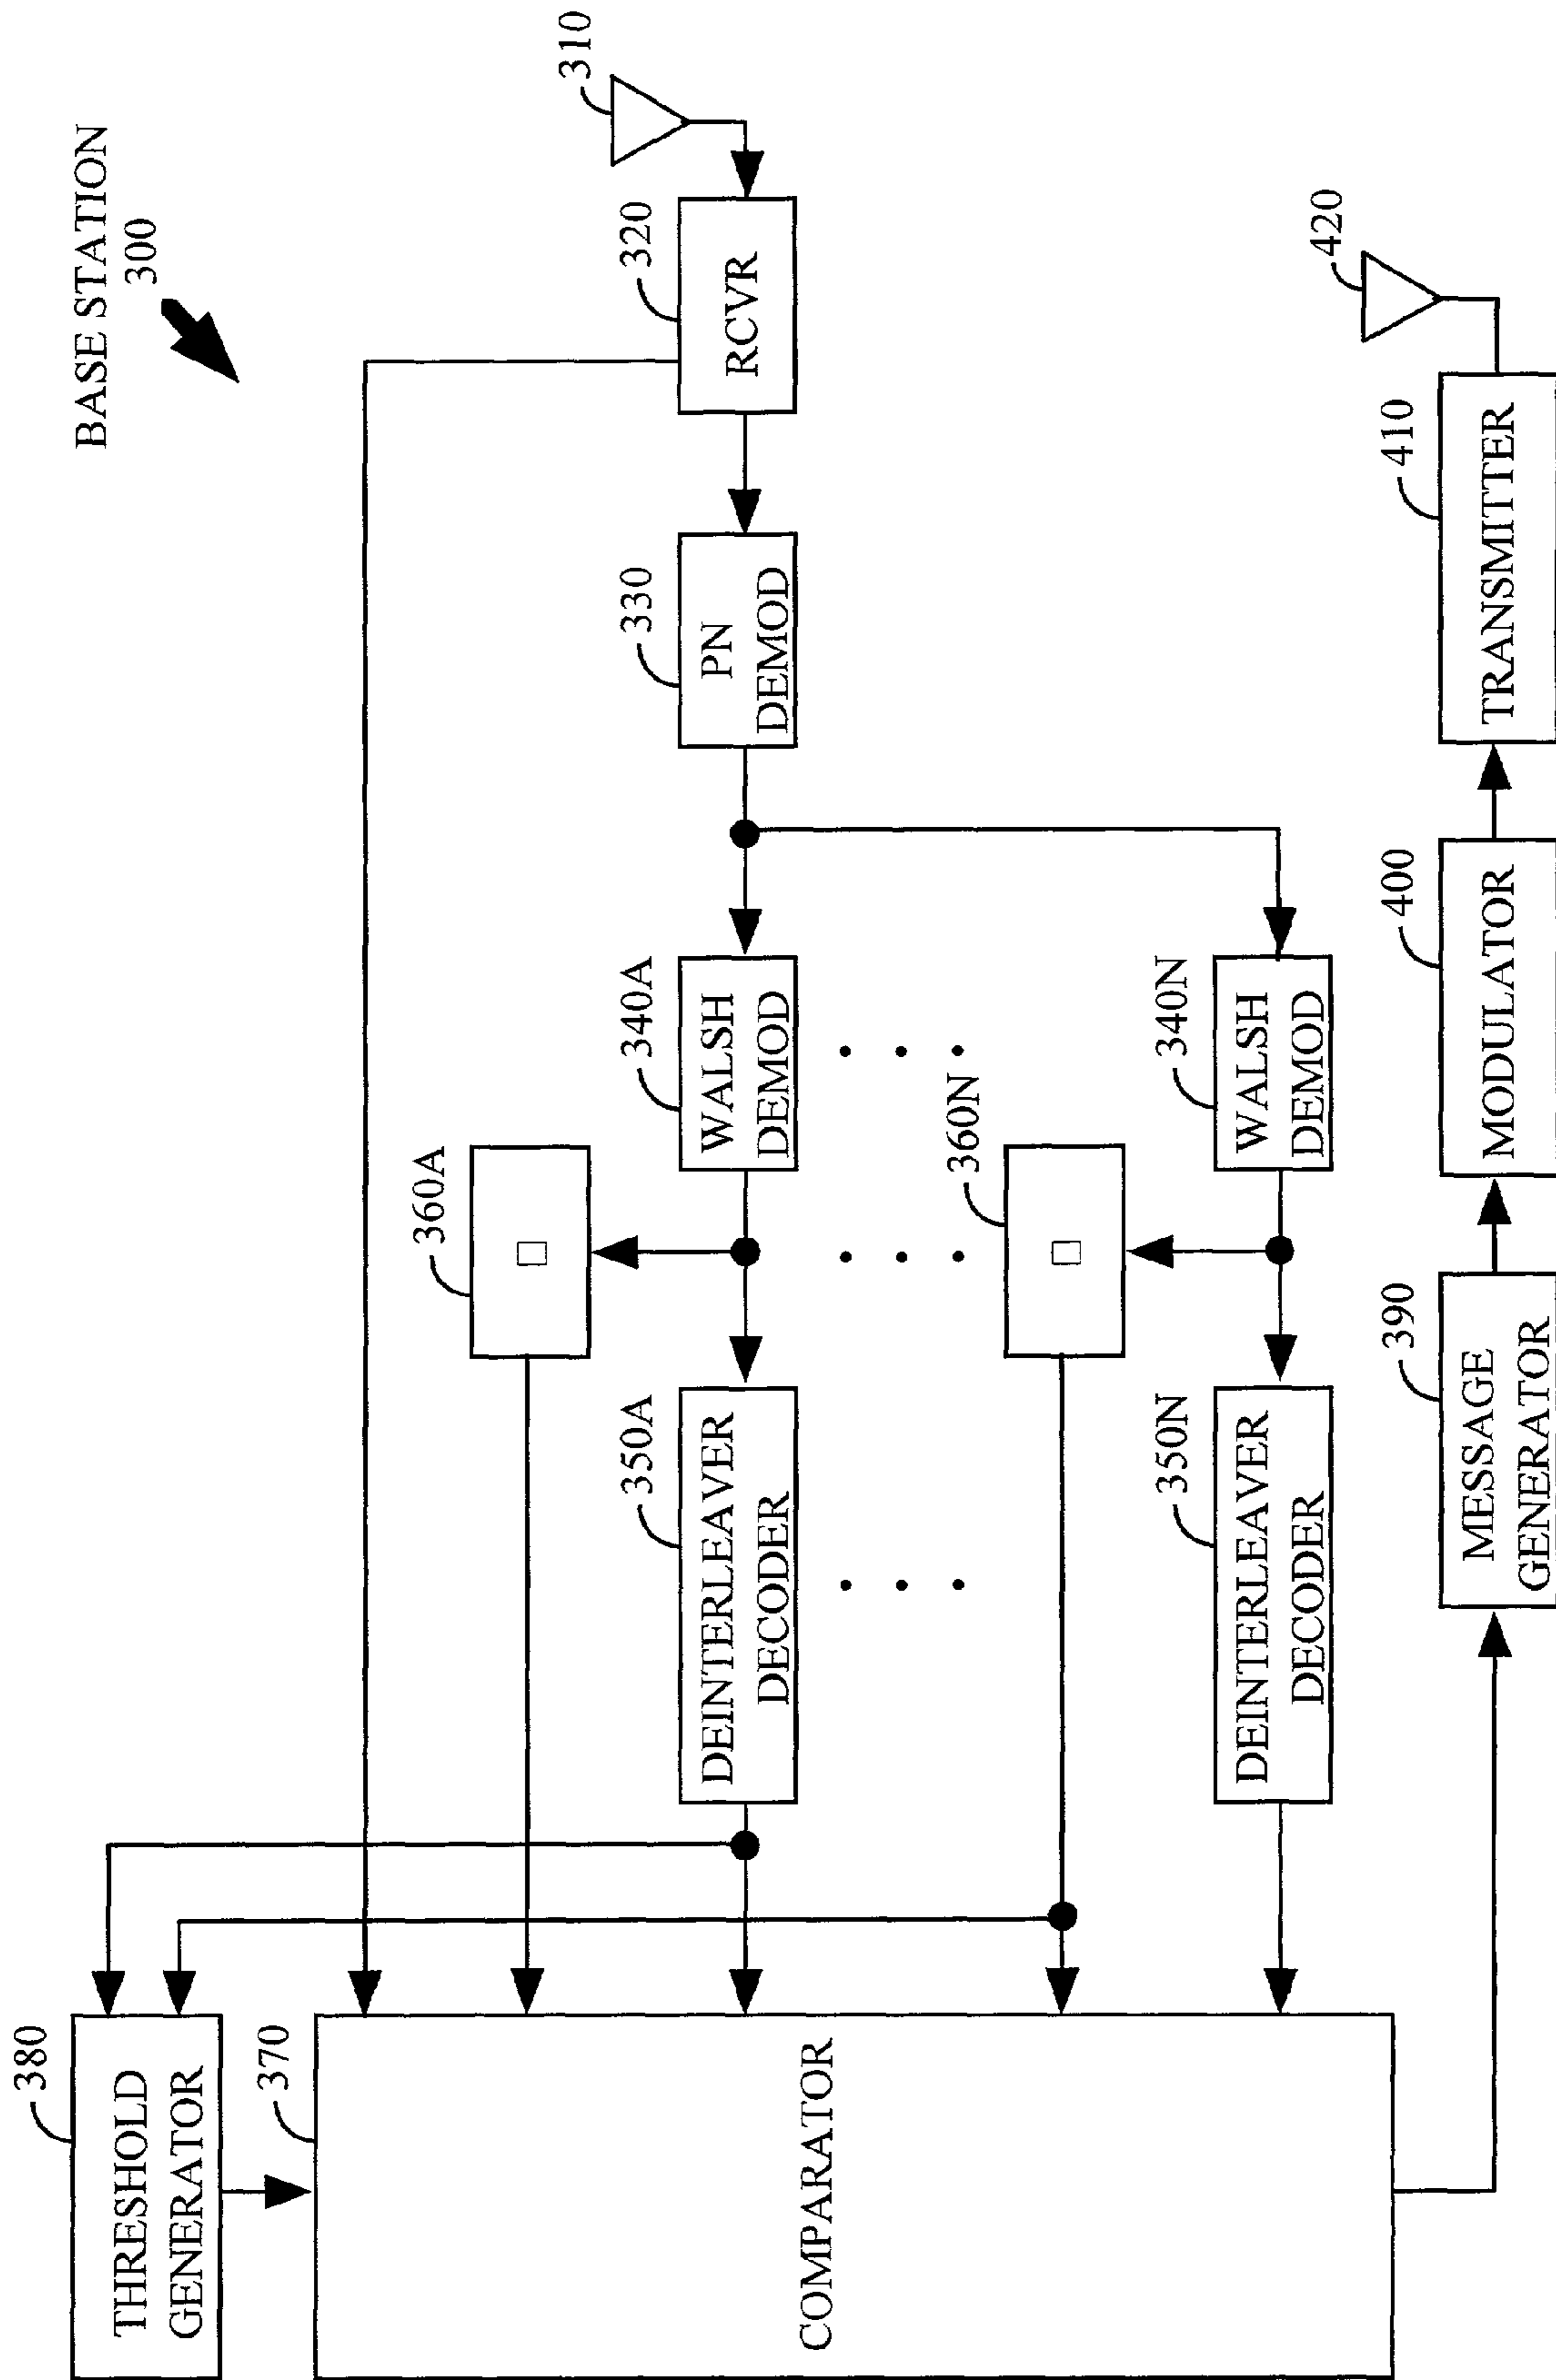 BASE STATION
300
310
RCVR
320
PN
DEMOD
330
WALSH
DEMOD
340A
360A
□
DEINTERLEAVER
DECODER
350A
WALSH
DEMOD
340N
360N
□
DEINTERLEAVER
DECODER
350N
THRESHOLD
GENERATOR
380
COMPARATOR
370
MESSAGE
GENERATOR
390
MODULATOR
400
TRANSMITTER
410
420